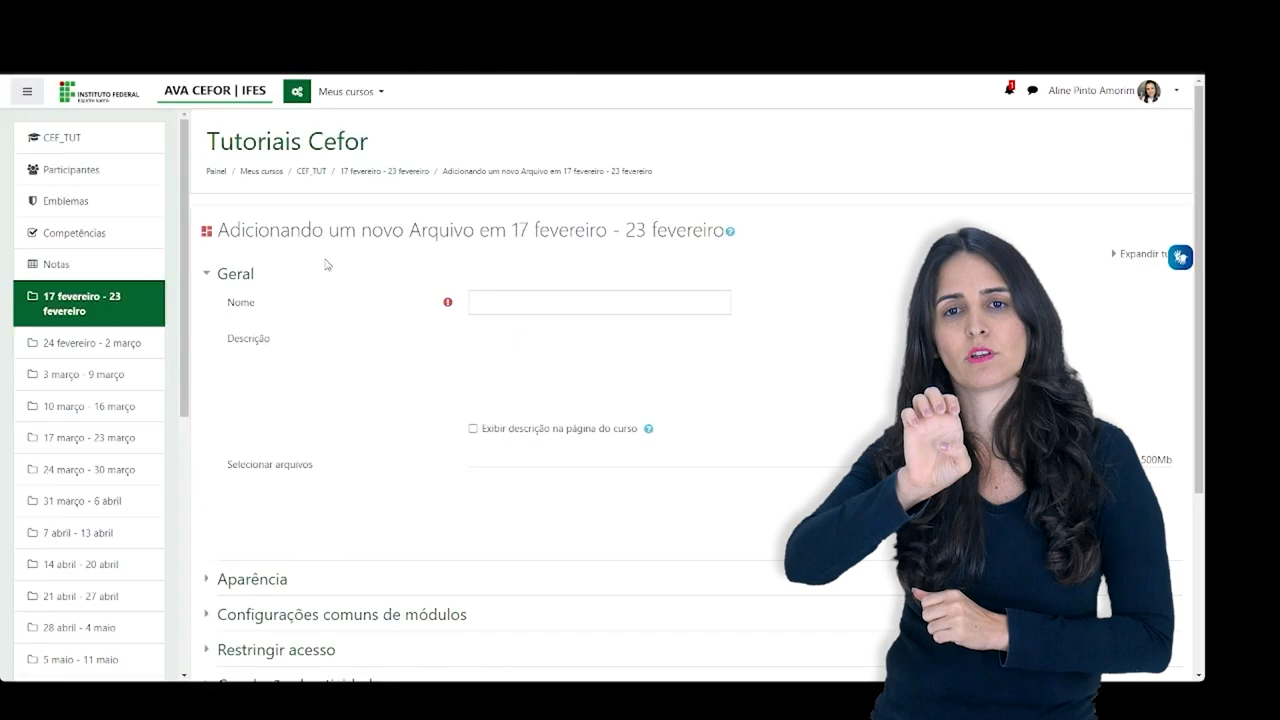 INSTITUTO FEDERAL
Espírito Santo
AVA CEFOR | IFES
Meus cursos
1
Aline Pinto Amorim
CEF_TUT
Participantes
Emblemas
Competências
Notas
17 fevereiro - 23
fevereiro
24 fevereiro - 2 março
3 março - 9 março
10 março - 16 março
17 março - 23 março
24 março - 30 março
31 março - 6 abril
7 abril - 13 abril
14 abril - 20 abril
21 abril - 27 abril
28 abril - 4 maio
5 maio - 11 maio
Tutoriais Cefor
Painel / Meus cursos / CEF_TUT / 17 fevereiro - 23 fevereiro / Adicionando um novo Arquivo em 17 fevereiro - 23 fevereiro
Adicionando um novo Arquivo em 17 fevereiro - 23 fevereiro
Expandir
Geral
Nome
Descrição
Exibir descrição na página do curso
Selecionar arquivos
500Mb
Aparência
Configurações comuns de módulos
Restringir acesso